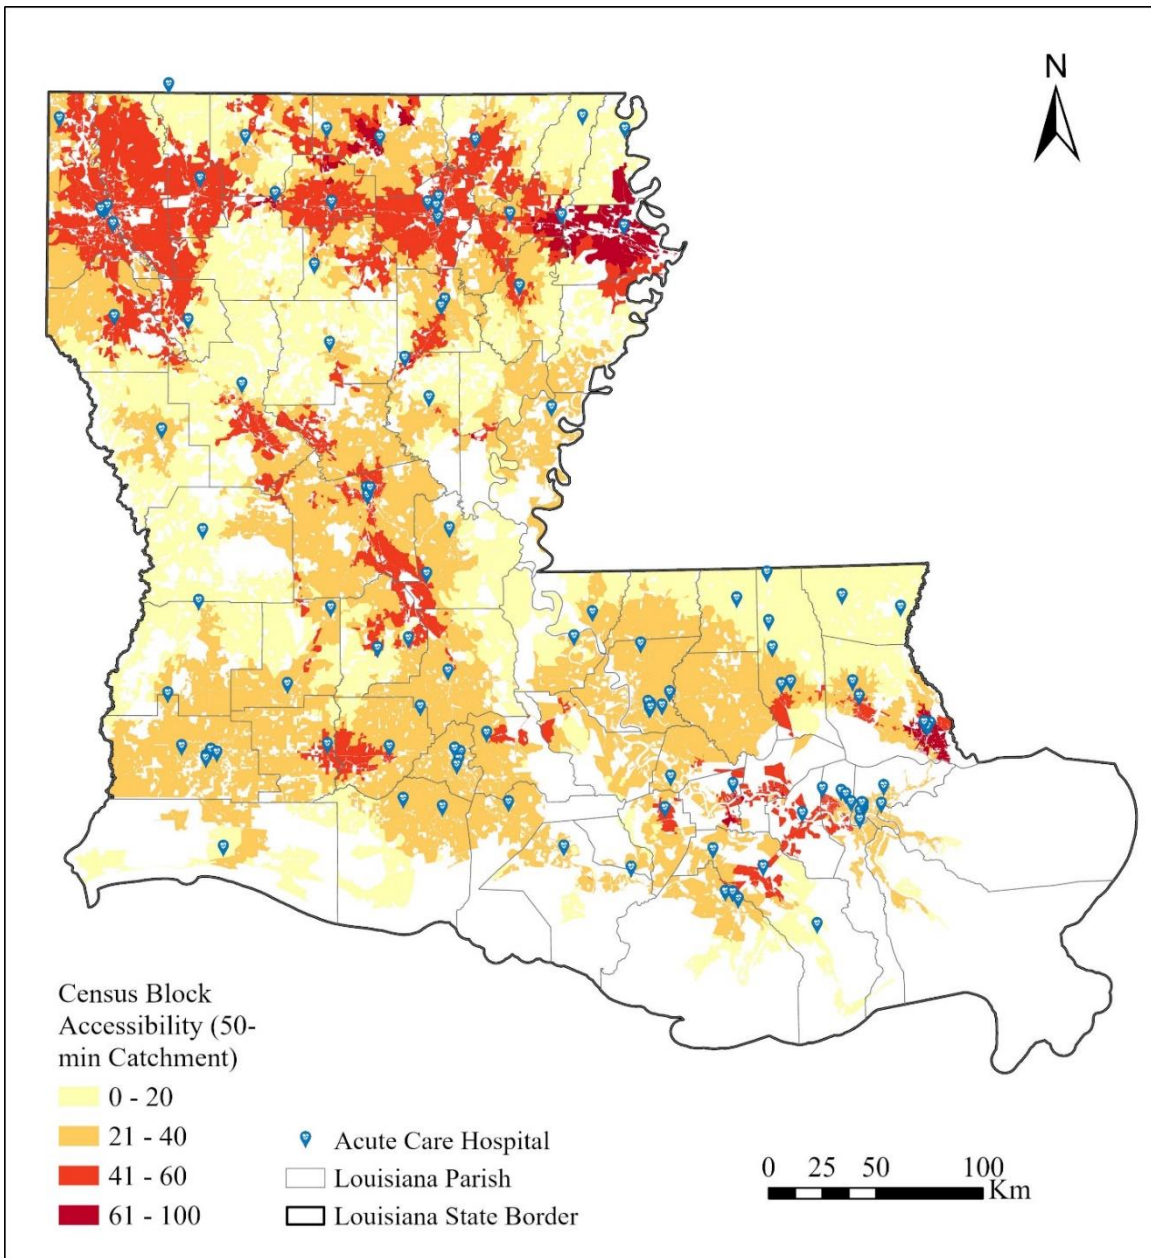 N
Census Block
Accessibility (50-
min Catchment)
0 - 20
21 - 40
41 - 60
61 - 100
Acute Care Hospital
Louisiana Parish
Louisiana State Border
0 25 50 100
Km